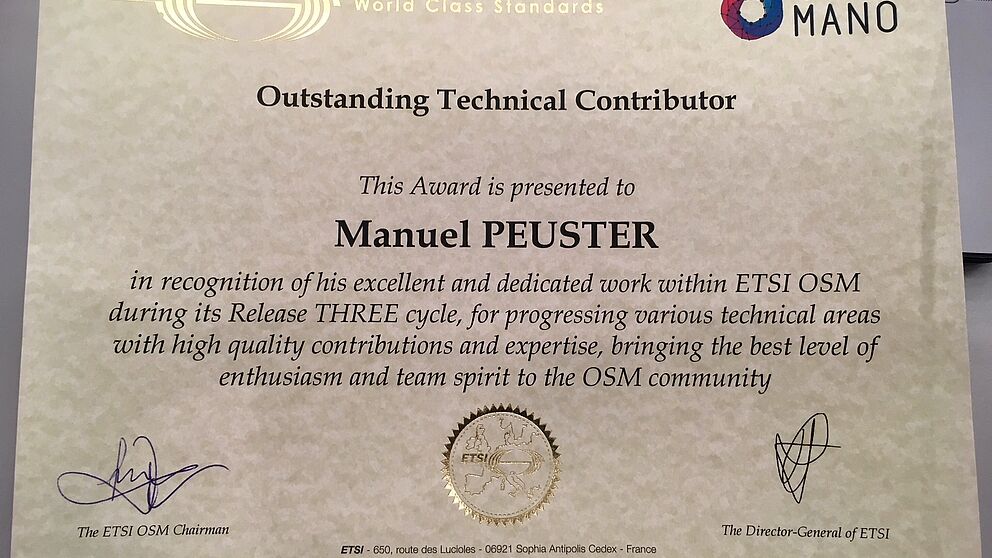 World Class Standards
MANO
Outstanding Technical Contributor
This Award is presented to
Manuel PEUSTER
in recognition of his excellent and dedicated work within ETSI OSM
during its Release THREE cycle, for progressing various technical areas
with high quality contributions and expertise, bringing the best level of
enthusiasm and team spirit to the OSM community
ETSI
The ETSI OSM Chairman
The Director-General of ETSI
ETSI - 650, route des Lucioles - 06921 Sophia Antipolis Cedex - France